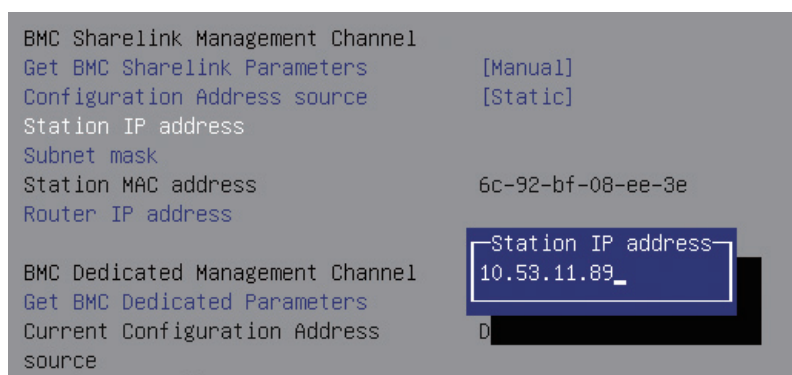 BMC Sharelink Management Channel
Get BMC Sharelink Parameters [Manual]
Configuration Address source [Static]
Station IP address
Subnet mask
Station MAC address 6c-92-bf-08-ee-3e
Router IP address
Station IP address
10.53.11.89_
BMC Dedicated Management Channel
Get BMC Dedicated Parameters
Current Configuration Address D
source